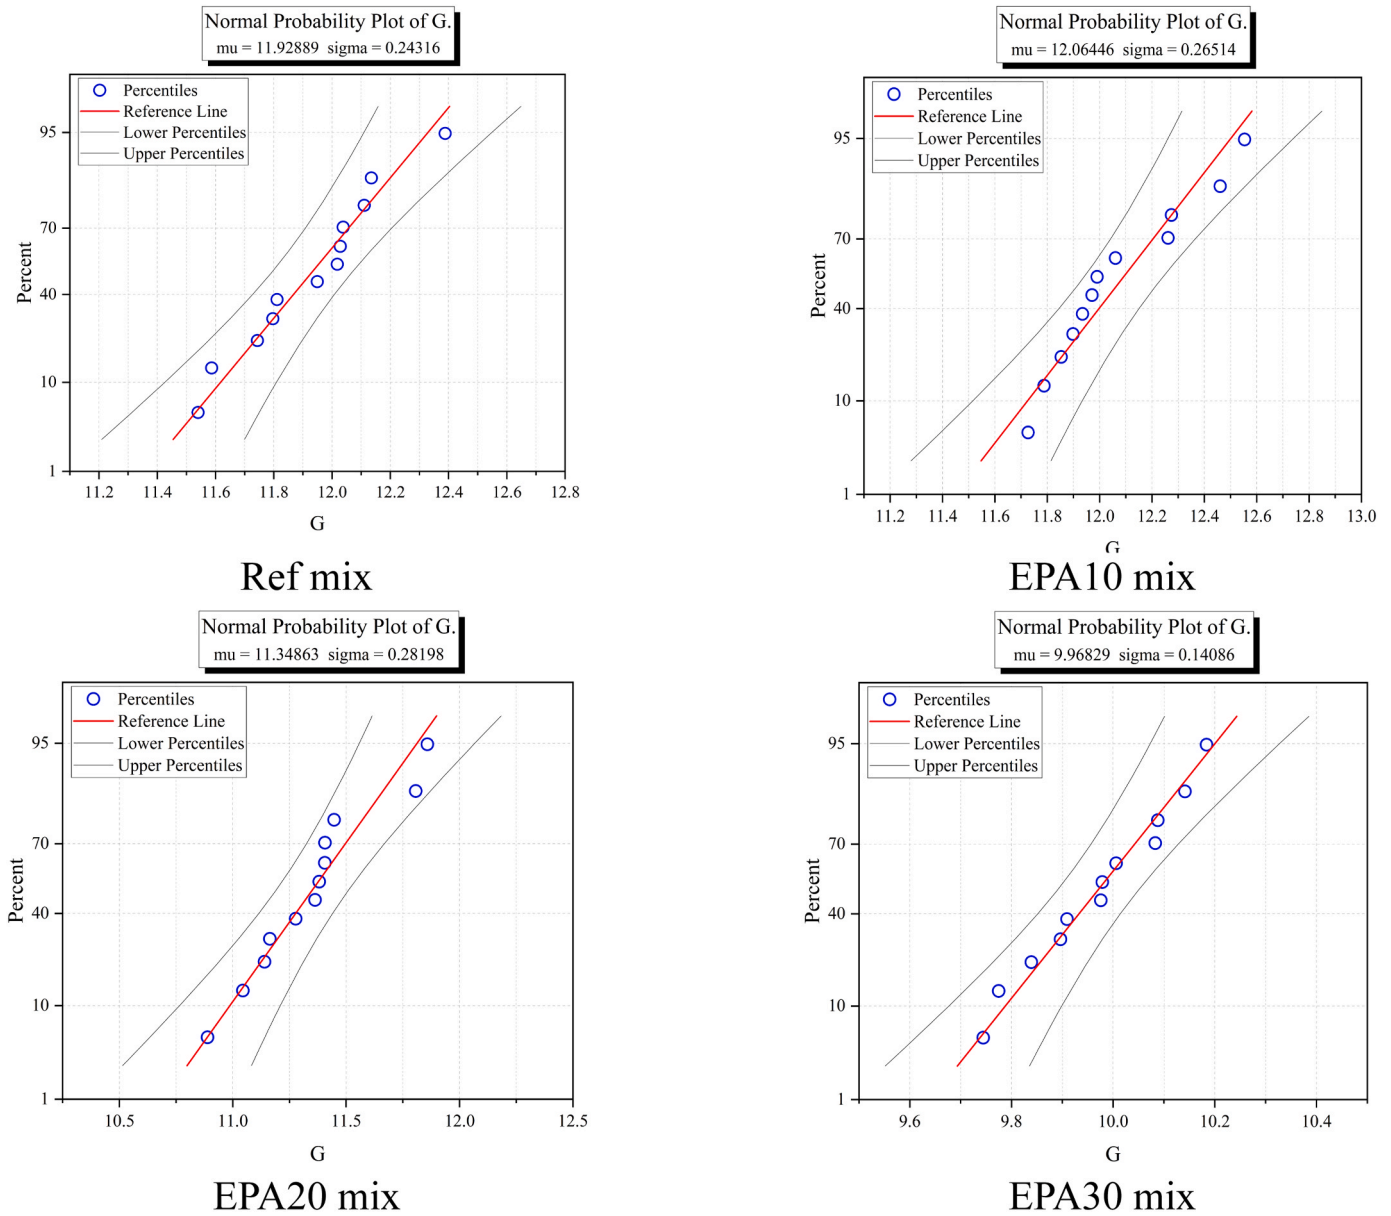 Normal Probability Plot of G.
mu = 11.92889 sigma = 0.24316
Percentiles
Reference Line
Lower Percentiles
Upper Percentiles
95
70
40
10
1
Percent
11.2 11.4 11.6 11.8 12.0 12.2 12.4 12.6 12.8
G
Ref mix
Normal Probability Plot of G.
mu = 12.06446 sigma = 0.26514
Percentiles
Reference Line
Lower Percentiles
Upper Percentiles
95
70
40
10
1
Percent
11.2 11.4 11.6 11.8 12.0 12.2 12.4 12.6 12.8 13.0
G
EPA10 mix
Normal Probability Plot of G.
mu = 11.34863 sigma = 0.28198
Percentiles
Reference Line
Lower Percentiles
Upper Percentiles
95
70
40
10
1
Percent
10.5 11.0 11.5 12.0 12.5
G
EPA20 mix
Normal Probability Plot of G.
mu = 9.96829 sigma = 0.14086
Percentiles
Reference Line
Lower Percentiles
Upper Percentiles
95
70
40
10
1
Percent
9.6 9.8 10.0 10.2 10.4
G
EPA30 mix